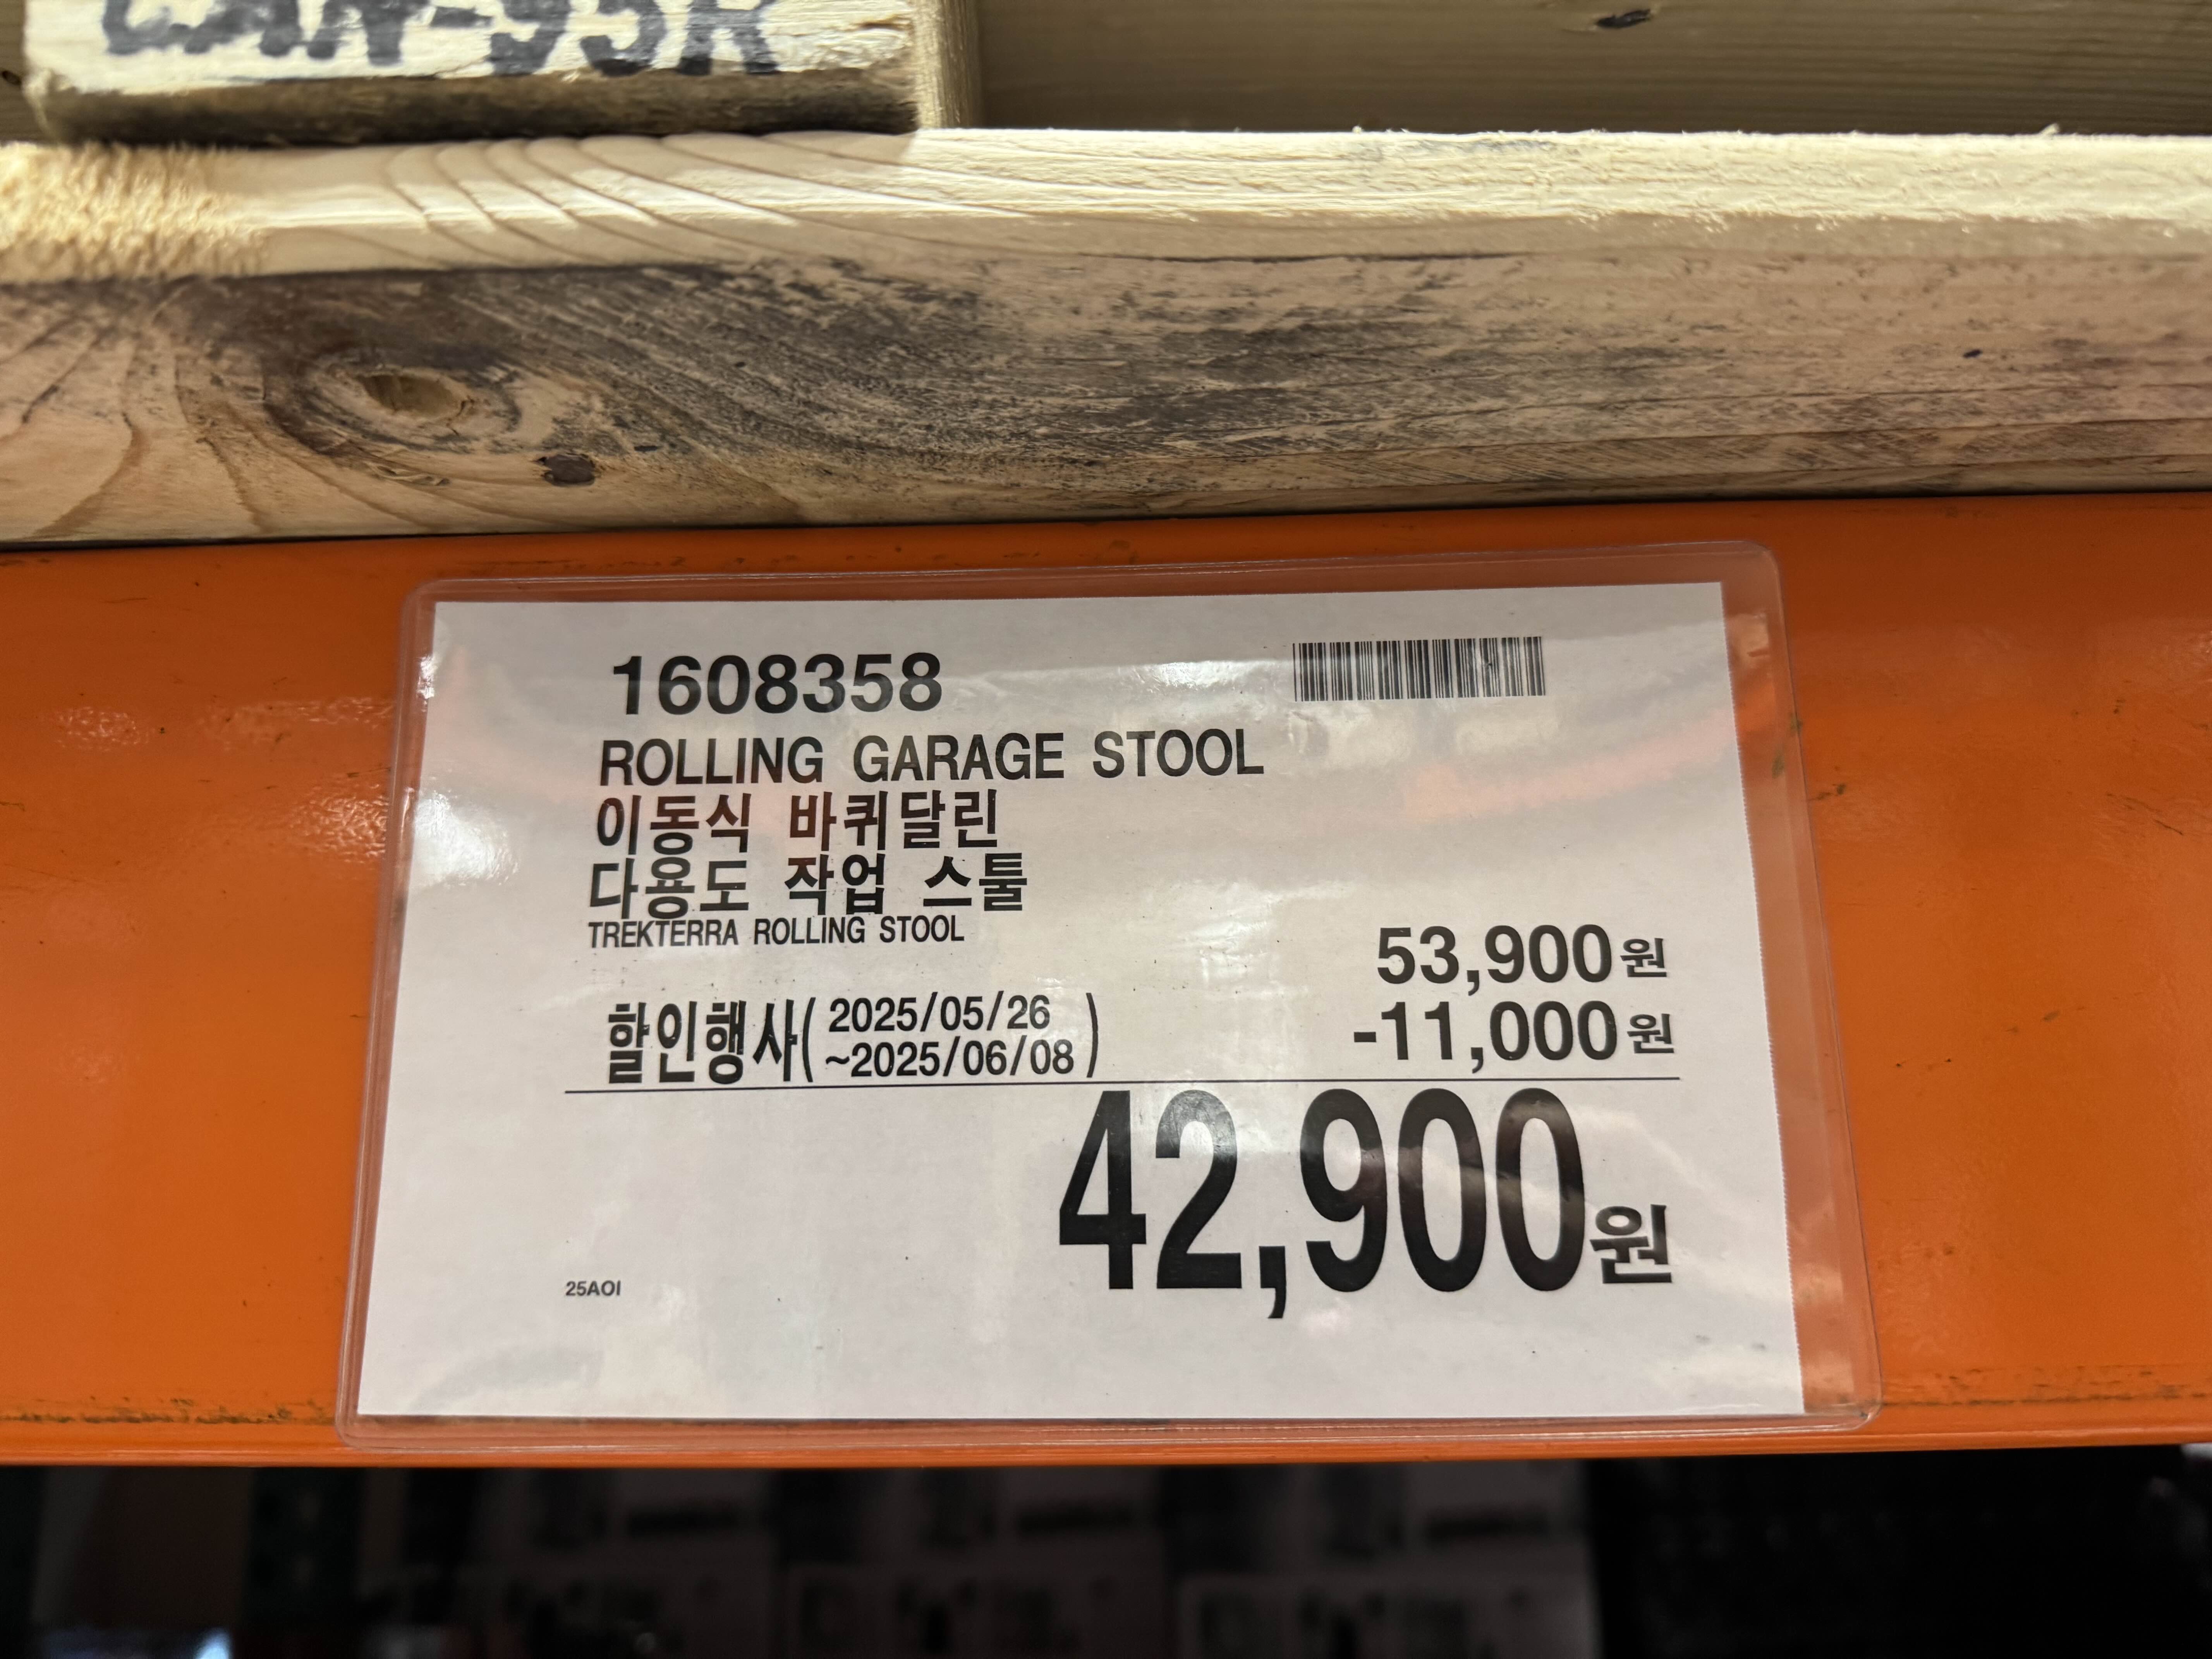 1608358
ROLLING GARAGE STOOL
이동식 바퀴달린
다용도 작업 스툴
TREKTERRA ROLLING STOOL
53,900원
할인행사( 2025/05/26
~2025/06/08 )
-11,000원
42,900원
25AOI